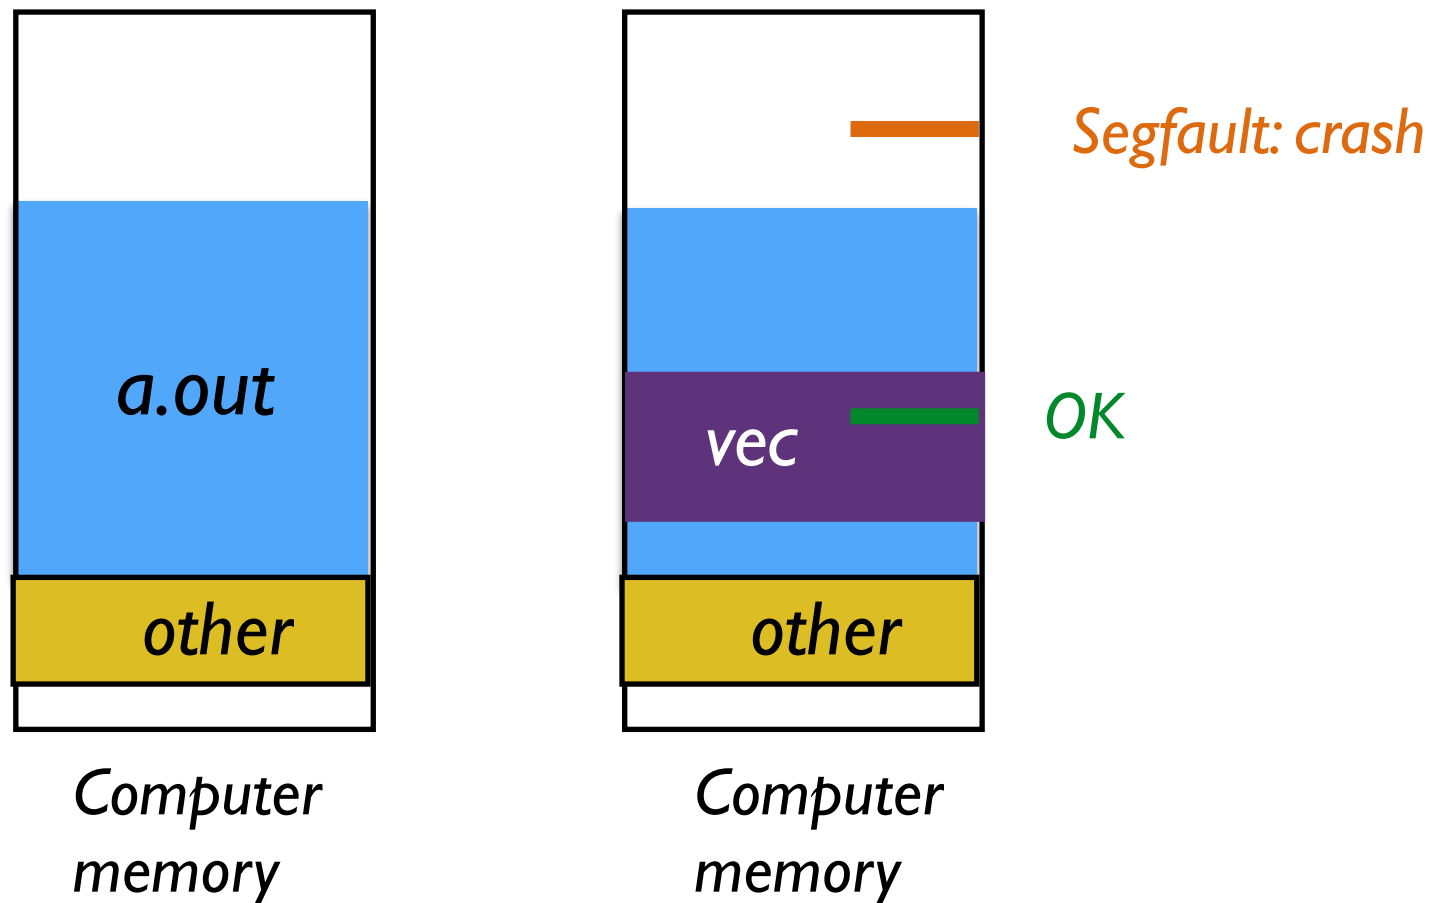 Segfault: crash
a.out
OK
vec
other
other
Computer
memory
Computer
memory